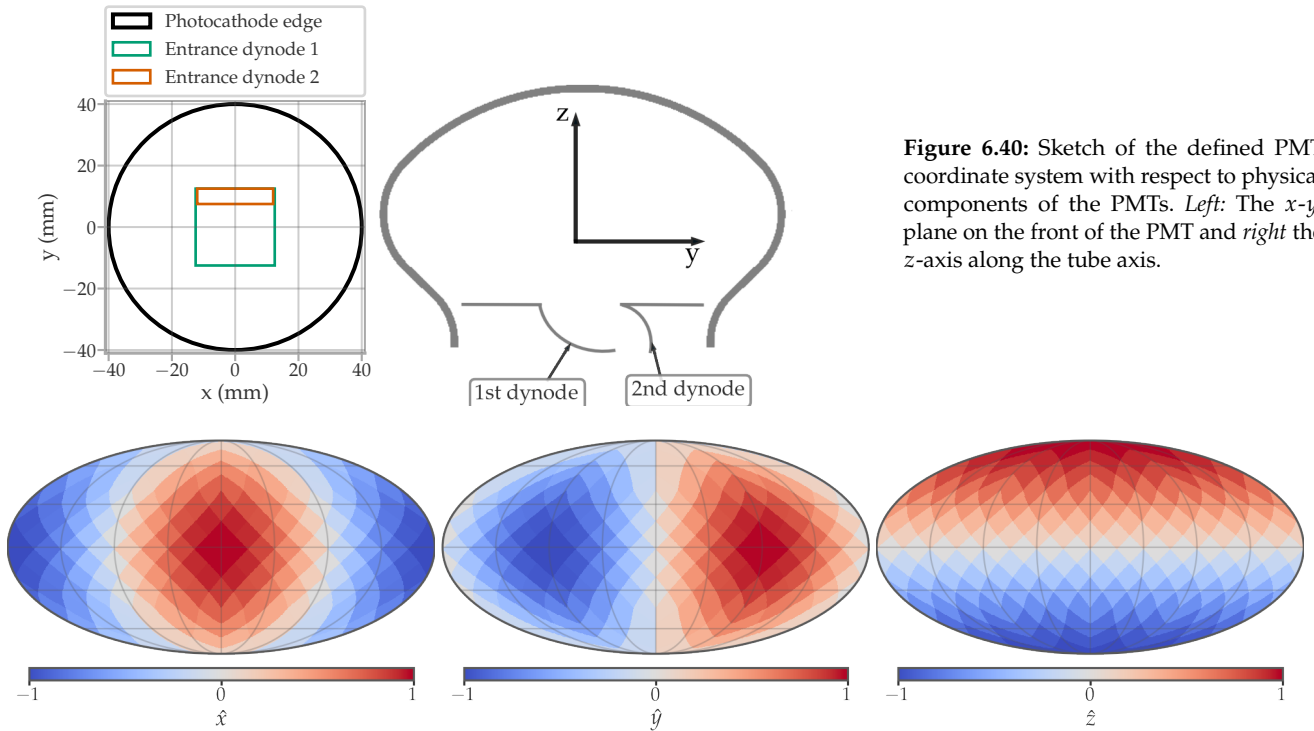 Photocathode edge
Entrance dynode 1
Entrance dynode 2
40
20
0
−20
−40
y (mm)
−40 −20 0 20 40
x (mm)
z
y
1st dynode
2nd dynode
Figure 6.40: Sketch of the defined PMT
coordinate system with respect to physical
components of the PMTs. Left: The x-y
plane on the front of the PMT and right the
z-axis along the tube axis.
−1 0 1
x̂
−1 0 1
ŷ
−1 0 1
ẑ